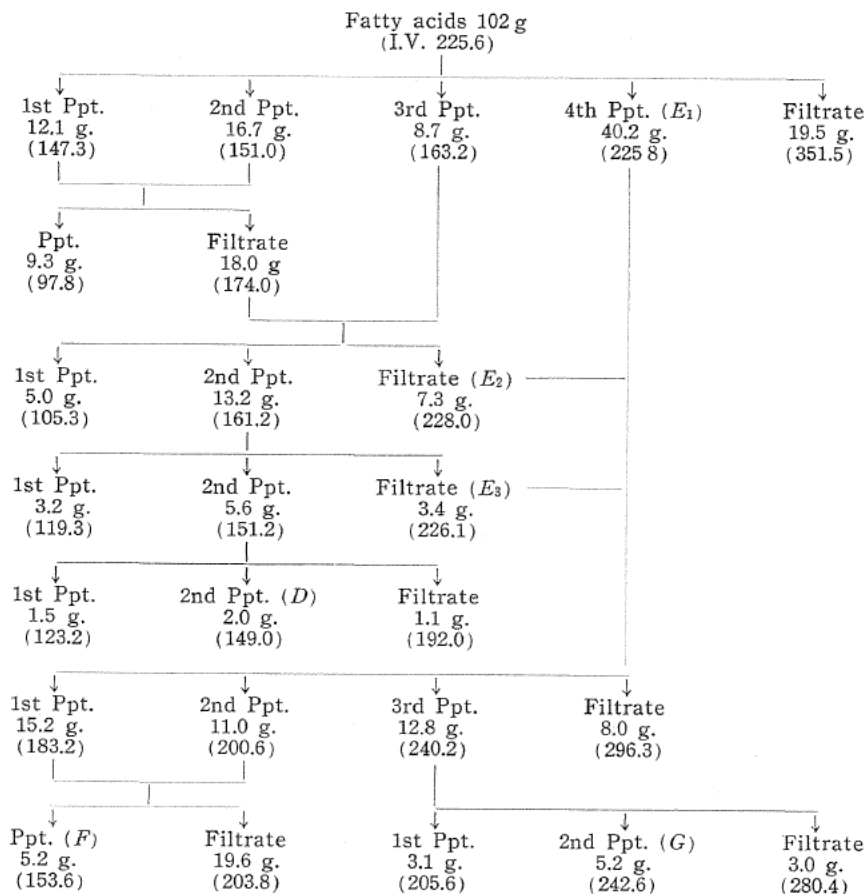 Fatty acids 102 g
(I.V. 225.6)
1st Ppt. 2nd Ppt. 3rd Ppt. 4th Ppt. (E1) Filtrate
12.1 g. 16.7 g. 8.7 g. 40.2 g. 19.5 g.
(147.3) (151.0) (163.2) (225 8) (351.5)
Ppt. Filtrate
9.3 g. 18.0 g
(97.8) (174.0)
1st Ppt. 2nd Ppt. Filtrate (E2)
5.0 g. 13.2 g. 7.3 g.
(105.3) (161.2) (228.0)
1st Ppt. 2nd Ppt. Filtrate (E3)
3.2 g. 5.6 g. 3.4 g.
(119.3) (151.2) (226.1)
1st Ppt. 2nd Ppt. (D) Filtrate
1.5 g. 2.0 g. 1.1 g.
(123.2) (149.0) (192.0)
1st Ppt. 2nd Ppt. 3rd Ppt. Filtrate
15.2 g. 11.0 g. 12.8 g. 8.0 g.
(183.2) (200.6) (240.2) (296.3)
Ppt. (F) Filtrate 1st Ppt. 2nd Ppt. (G) Filtrate
5.2 g. 19.6 g. 3.1 g. 5.2 g. 3.0 g.
(153.6) (203.8) (205.6) (242.6) (280.4)